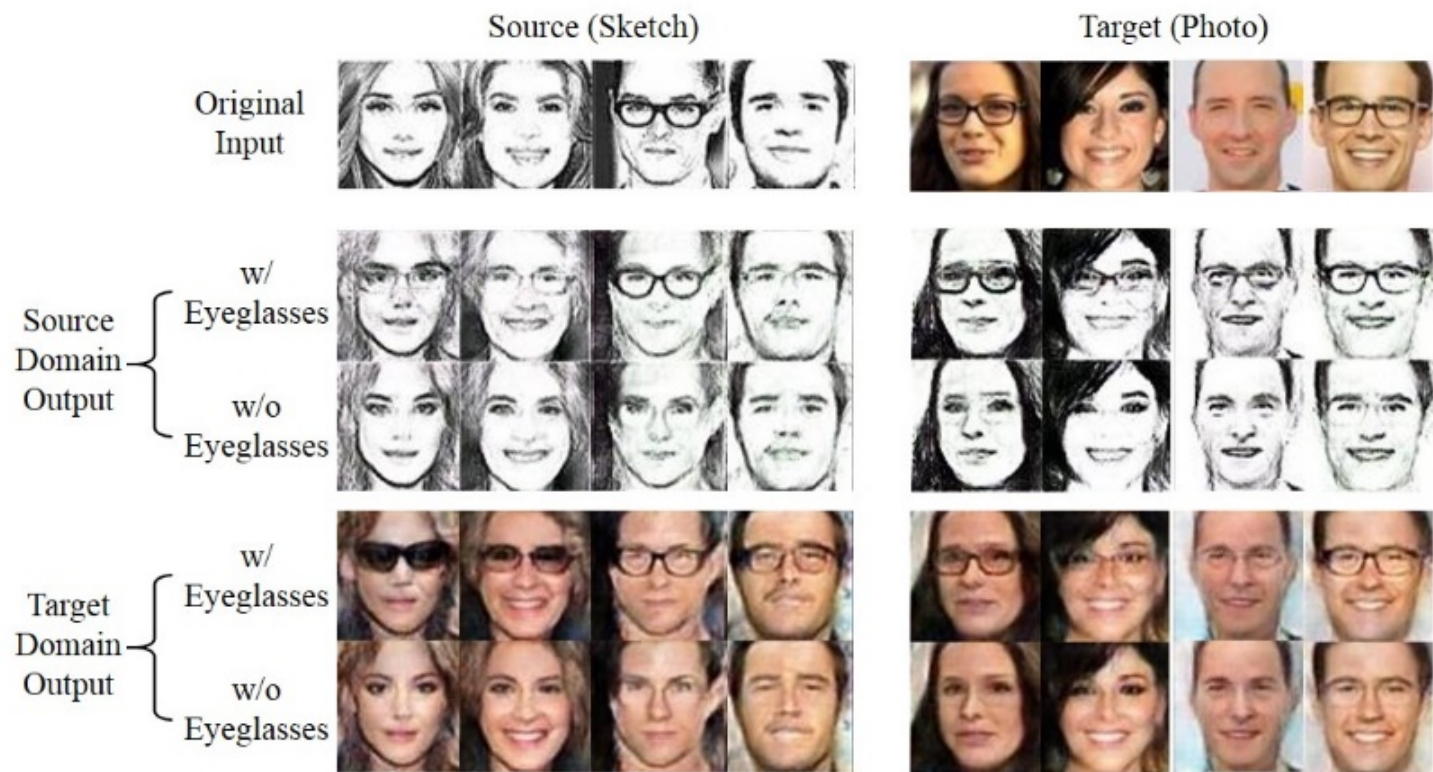 Source (Sketch)
Target (Photo)
Original
Input
Source
Domain
Output
w/
Eyeglasses
w/o
Eyeglasses
Target
Domain
Output
w/
Eyeglasses
w/o
Eyeglasses